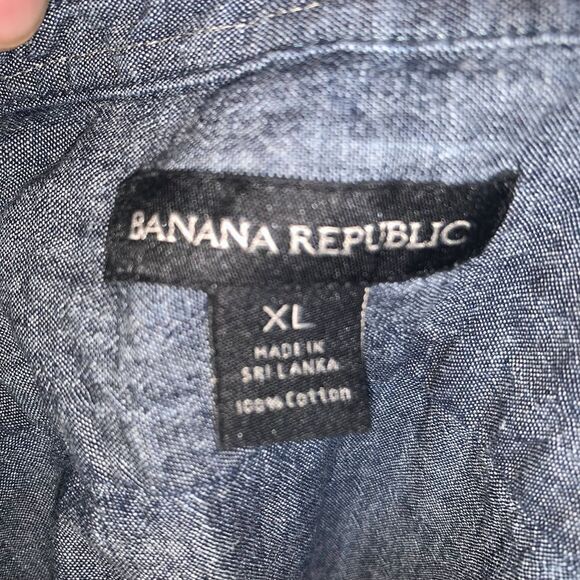 BANANA REPUBLIC
XL
MADE IN
SRI LANKA
100% Cotton